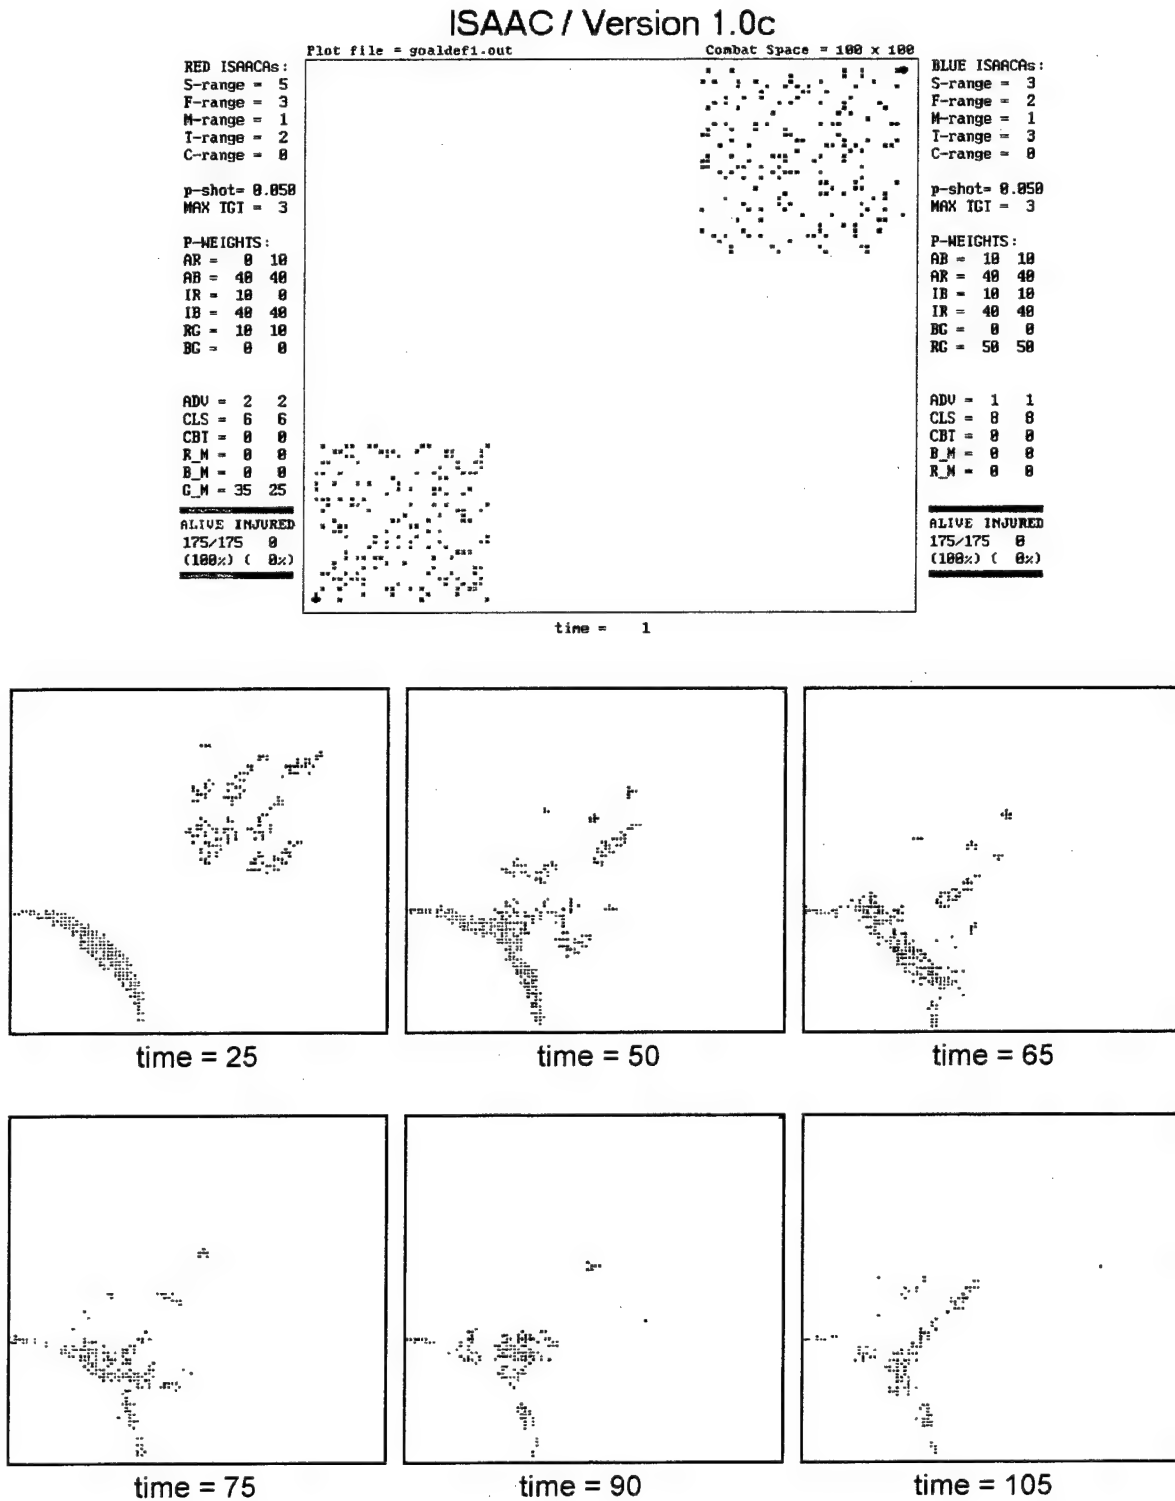 ISAAC / Version 1.0c
Plot file = goaldef1.out Combat Space = 100 x 100
RED ISAACAs:
S-range = 5
F-range = 3
M-range = 1
T-range = 2
C-range = 0
p-shot= 0.050
MAX TGT = 3
P-WEIGHTS:
AR = 0 10
AB = 40 40
IR = 10 0
IB = 40 40
RG = 10 10
BG = 0 0
ADV = 2 2
CLS = 6 6
CBT = 0 0
R_M = 0 0
B_M = 0 0
G_M = 35 25
ALIVE INJURED
175/175 0
(100%) ( 0%)
BLUE ISAACAs:
S-range = 3
F-range = 2
M-range = 1
T-range = 3
C-range = 0
p-shot= 0.050
MAX TGT = 3
P-WEIGHTS:
AB = 10 10
AR = 40 40
IB = 10 10
IR = 40 40
BG = 0 0
RG = 50 50
ADV = 1 1
CLS = 8 8
CBT = 0 0
B_M = 0 0
R_M = 0 0
ALIVE INJURED
175/175 0
(100%) ( 0%)
time = 1
time = 25
time = 50
time = 65
time = 75
time = 90
time = 105